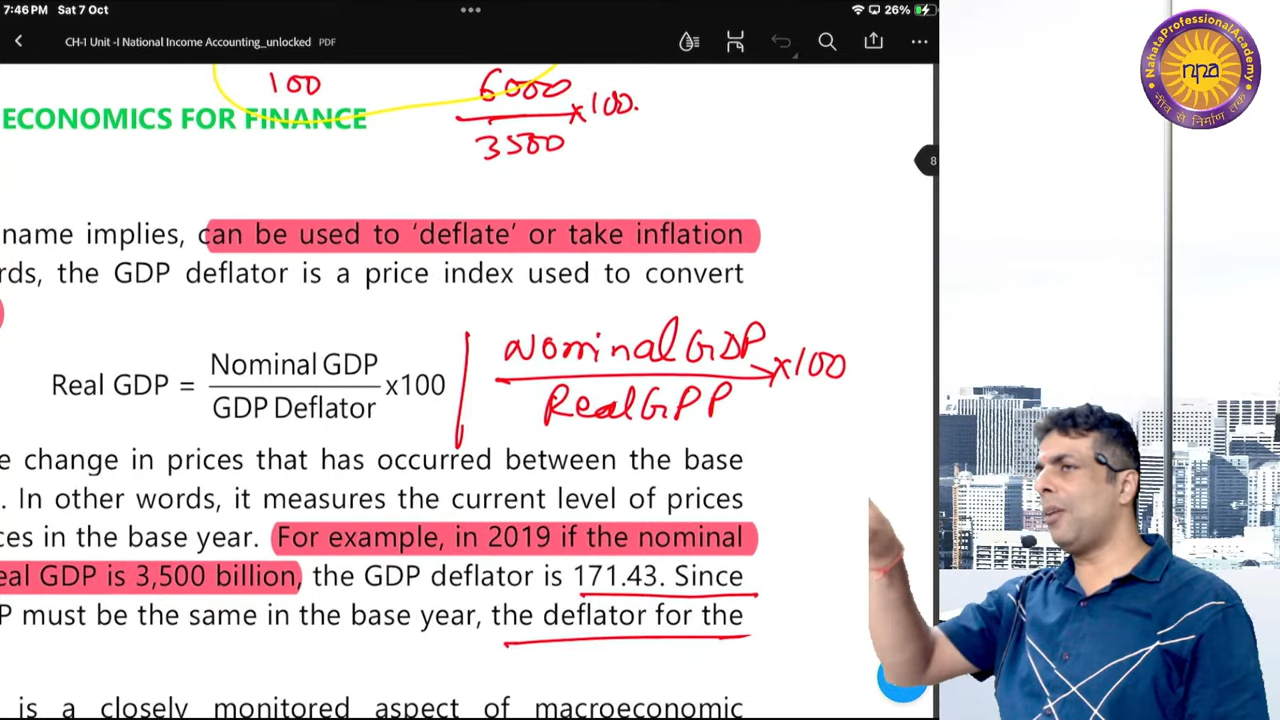 7:46 PM Sat 7 Oct
26%
CH-1 Unit -I National Income Accounting_unlocked PDF
NahataProfessionalAcademy
npa
नींव से निर्माण तक
100
6000
x100.
3500
ECONOMICS FOR FINANCE
8
name implies, can be used to ‘deflate’ or take inflation
rds, the GDP deflator is a price index used to convert
Real GDP = Nominal GDP x100
GDP Deflator
Nominal GDP x100
Real GDP
e change in prices that has occurred between the base
. In other words, it measures the current level of prices
ces in the base year. For example, in 2019 if the nominal
eal GDP is 3,500 billion, the GDP deflator is 171.43. Since
P must be the same in the base year, the deflator for the
is a closely monitored aspect of macroeconomic